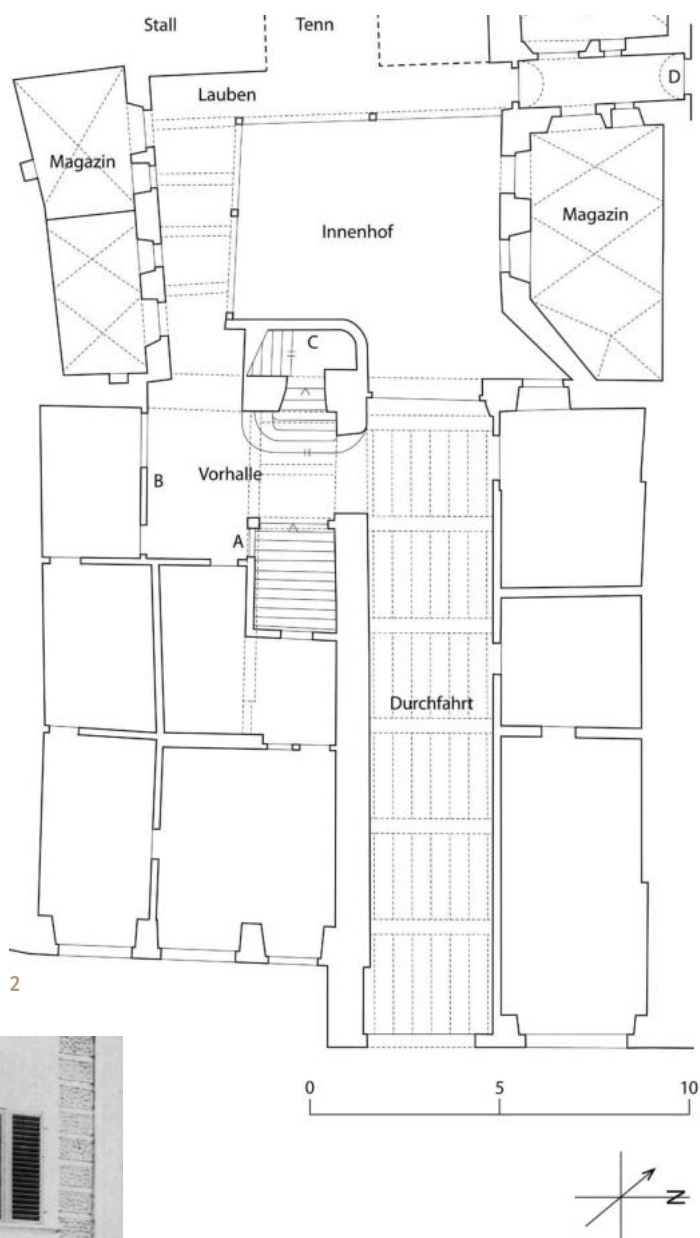 Stall
Tenn
Lauben
D
Magazin
Magazin
Innenhof
C
Vorhalle
B
A
Durchfahrt
2
0
5
10
N